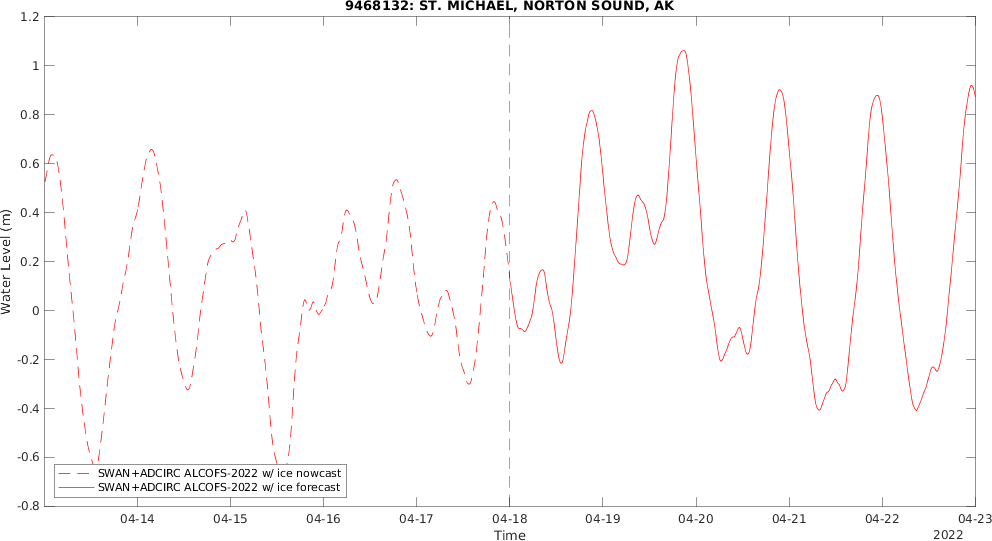 9468132: ST. MICHAEL, NORTON SOUND, AK
1.2
1
0.8
0.6
0.4
0.2
0
-0.2
-0.4
-0.6
-0.8
Water Level (m)
SWAN+ADCIRC ALCOFS-2022 w/ ice nowcast
SWAN+ADCIRC ALCOFS-2022 w/ ice forecast
04-14 04-15 04-16 04-17 04-18 04-19 04-20 04-21 04-22 04-23
Time
2022